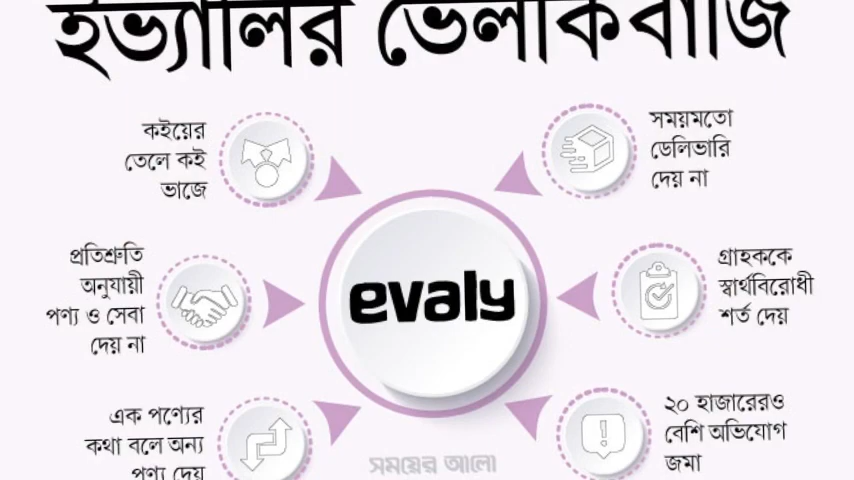 ইভ্যালির ভেলকিবাজি
কইয়ের
তেলে কই
ভাজে
সময়মতো
ডেলিভারি
দেয় না
প্রতিশ্রুতি
অনুযায়ী
পণ্য ও সেবা
দেয় না
evaly
গ্রাহককে
স্বার্থবিরোধী
শর্ত দেয়
এক পণ্যের
কথা বলে অন্য
পণ্য দেয়
২০ হাজারেরও
বেশি অভিযোগ
জমা
সময়ের আলো